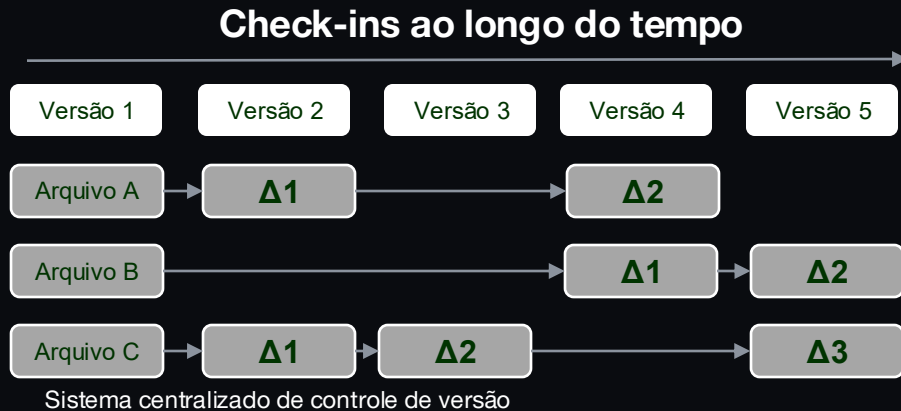 Check-ins ao longo do tempo
Versão 1 Versão 2 Versão 3 Versão 4 Versão 5
Arquivo A Δ1 Δ2
Arquivo B Δ1 Δ2
Arquivo C Δ1 Δ2 Δ3
Sistema centralizado de controle de versão